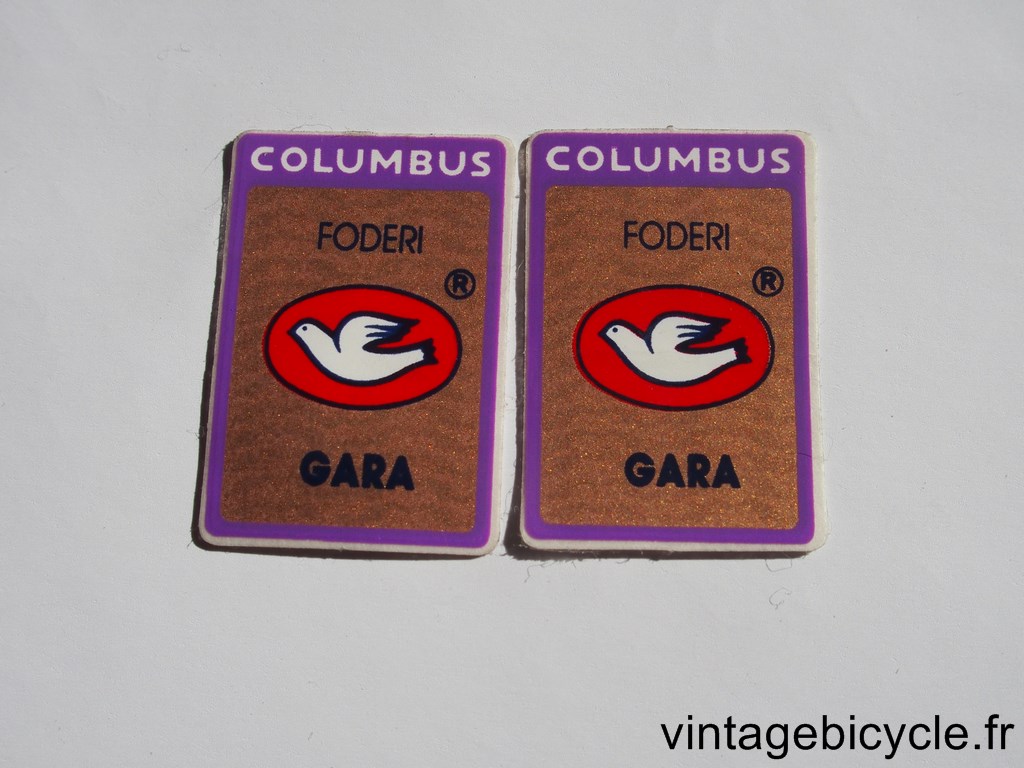 COLUMBUS
FODERI
®
GARA
COLUMBUS
FODERI
®
GARA
vintagebicycle.fr